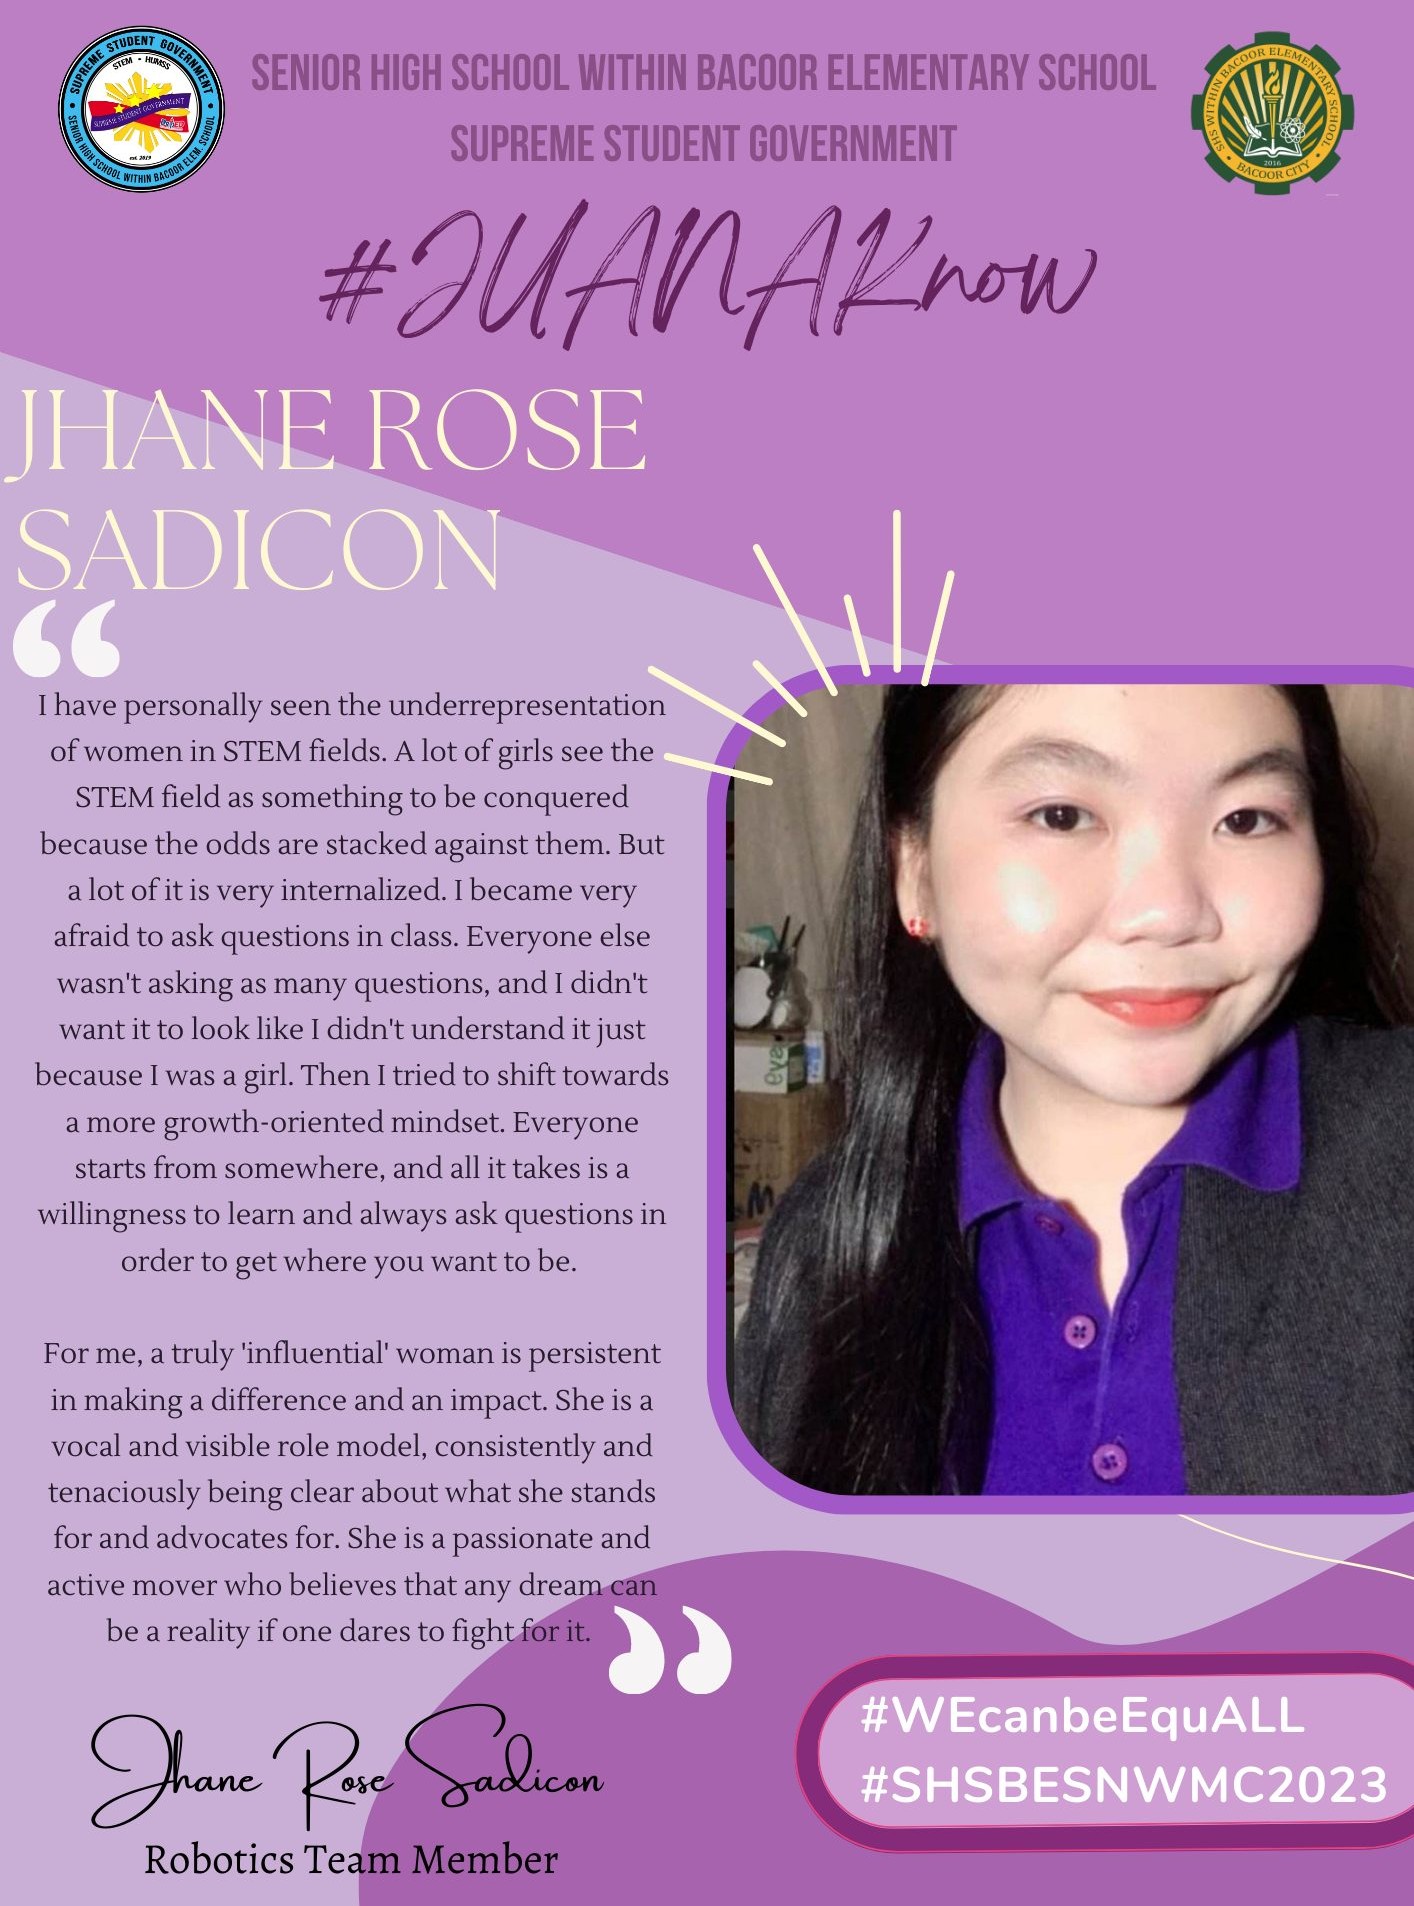 SUPREME STUDENT GOVERNMENT
STEM - HUMSS
SUPREME STUDENT GOVERNMENT
est. 2019
SENIOR HIGH SCHOOL WITHIN BACOOR ELEM. SCHOOL
SENIOR HIGH SCHOOL WITHIN BACOOR ELEMENTARY SCHOOL
SUPREME STUDENT GOVERNMENT
SHS WITHIN BACOOR ELEMENTARY SCHOOL
2016
BACOOR CITY
#JUANAKnow
JHANE ROSE
SADICON
“
I have personally seen the underrepresentation
of women in STEM fields. A lot of girls see the
STEM field as something to be conquered
because the odds are stacked against them. But
a lot of it is very internalized. I became very
afraid to ask questions in class. Everyone else
wasn't asking as many questions, and I didn't
want it to look like I didn't understand it just
because I was a girl. Then I tried to shift towards
a more growth-oriented mindset. Everyone
starts from somewhere, and all it takes is a
willingness to learn and always ask questions in
order to get where you want to be.
For me, a truly 'influential' woman is persistent
in making a difference and an impact. She is a
vocal and visible role model, consistently and
tenaciously being clear about what she stands
for and advocates for. She is a passionate and
active mover who believes that any dream can
be a reality if one dares to fight for it.
”
Jhane Rose Sadicon
Robotics Team Member
#WEcanbeEquALL
#SHSBESNWMC2023